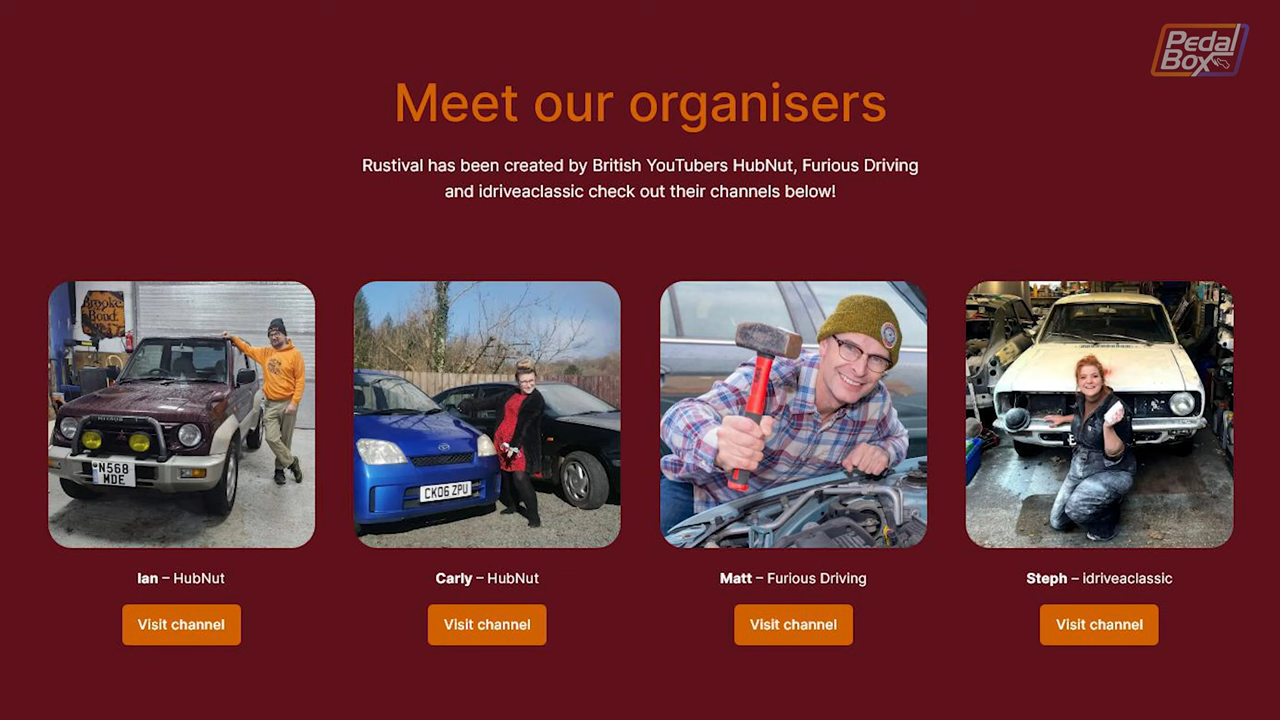 Pedal
Box
Meet our organisers
Rustival has been created by British YouTubers HubNut, Furious Driving
and idriveaclassic check out their channels below!
Brooke
Bond
N568
MDE
CK06 ZPU
Ian – HubNut
Carly – HubNut
Matt – Furious Driving
Steph – idriveaclassic
Visit channel
Visit channel
Visit channel
Visit channel